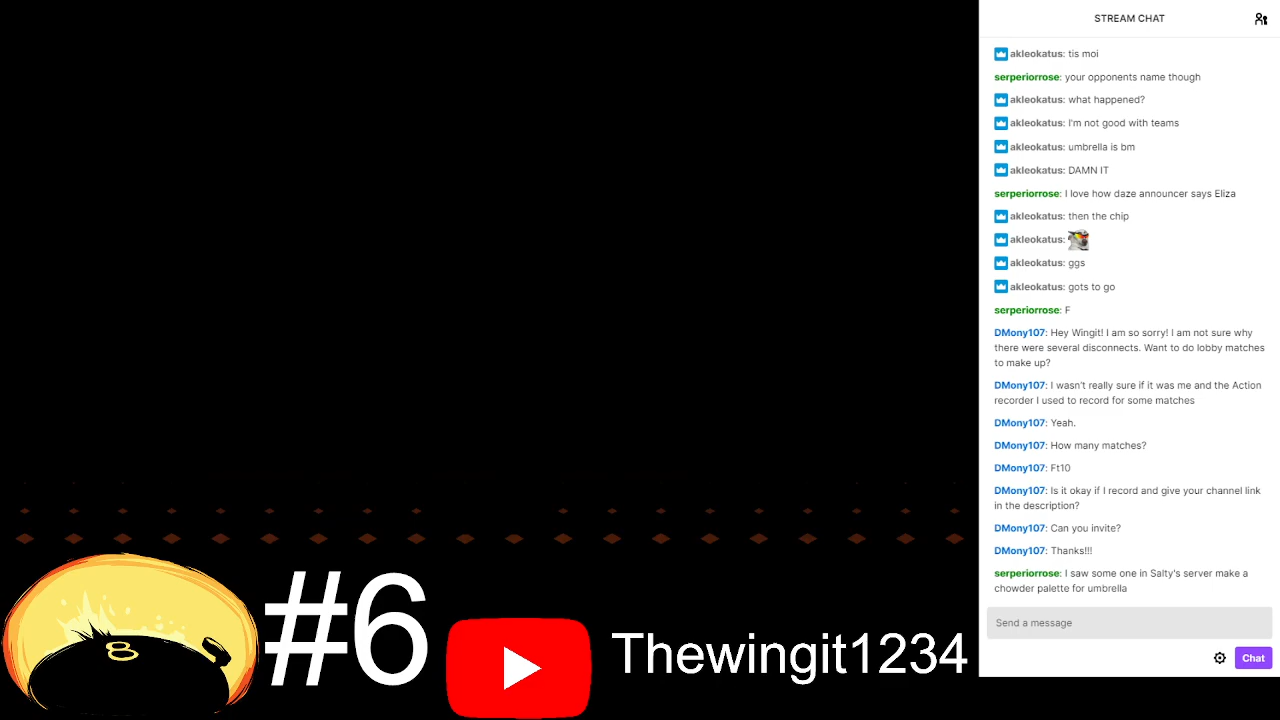 STREAM CHAT
akleokatus: tis moi
serperiorrose: your opponents name though
akleokatus: what happened?
akleokatus: I'm not good with teams
akleokatus: umbrella is bm
akleokatus: DAMN IT
serperiorrose: I love how daze announcer says Eliza
akleokatus: then the chip
akleokatus:
akleokatus: ggs
akleokatus: gots to go
serperiorrose: F
DMony107: Hey Wingit! I am so sorry! I am not sure why
there were several disconnects. Want to do lobby matches
to make up?
DMony107: I wasn't really sure if it was me and the Action
recorder I used to record for some matches
DMony107: Yeah.
DMony107: How many matches?
DMony107: Ft10
DMony107: Is it okay if I record and give your channel link
in the description?
DMony107: Can you invite?
DMony107: Thanks!!!
serperiorrose: I saw some one in Salty's server make a
chowder palette for umbrella
Send a message
Chat
8
#6
Thewingit1234